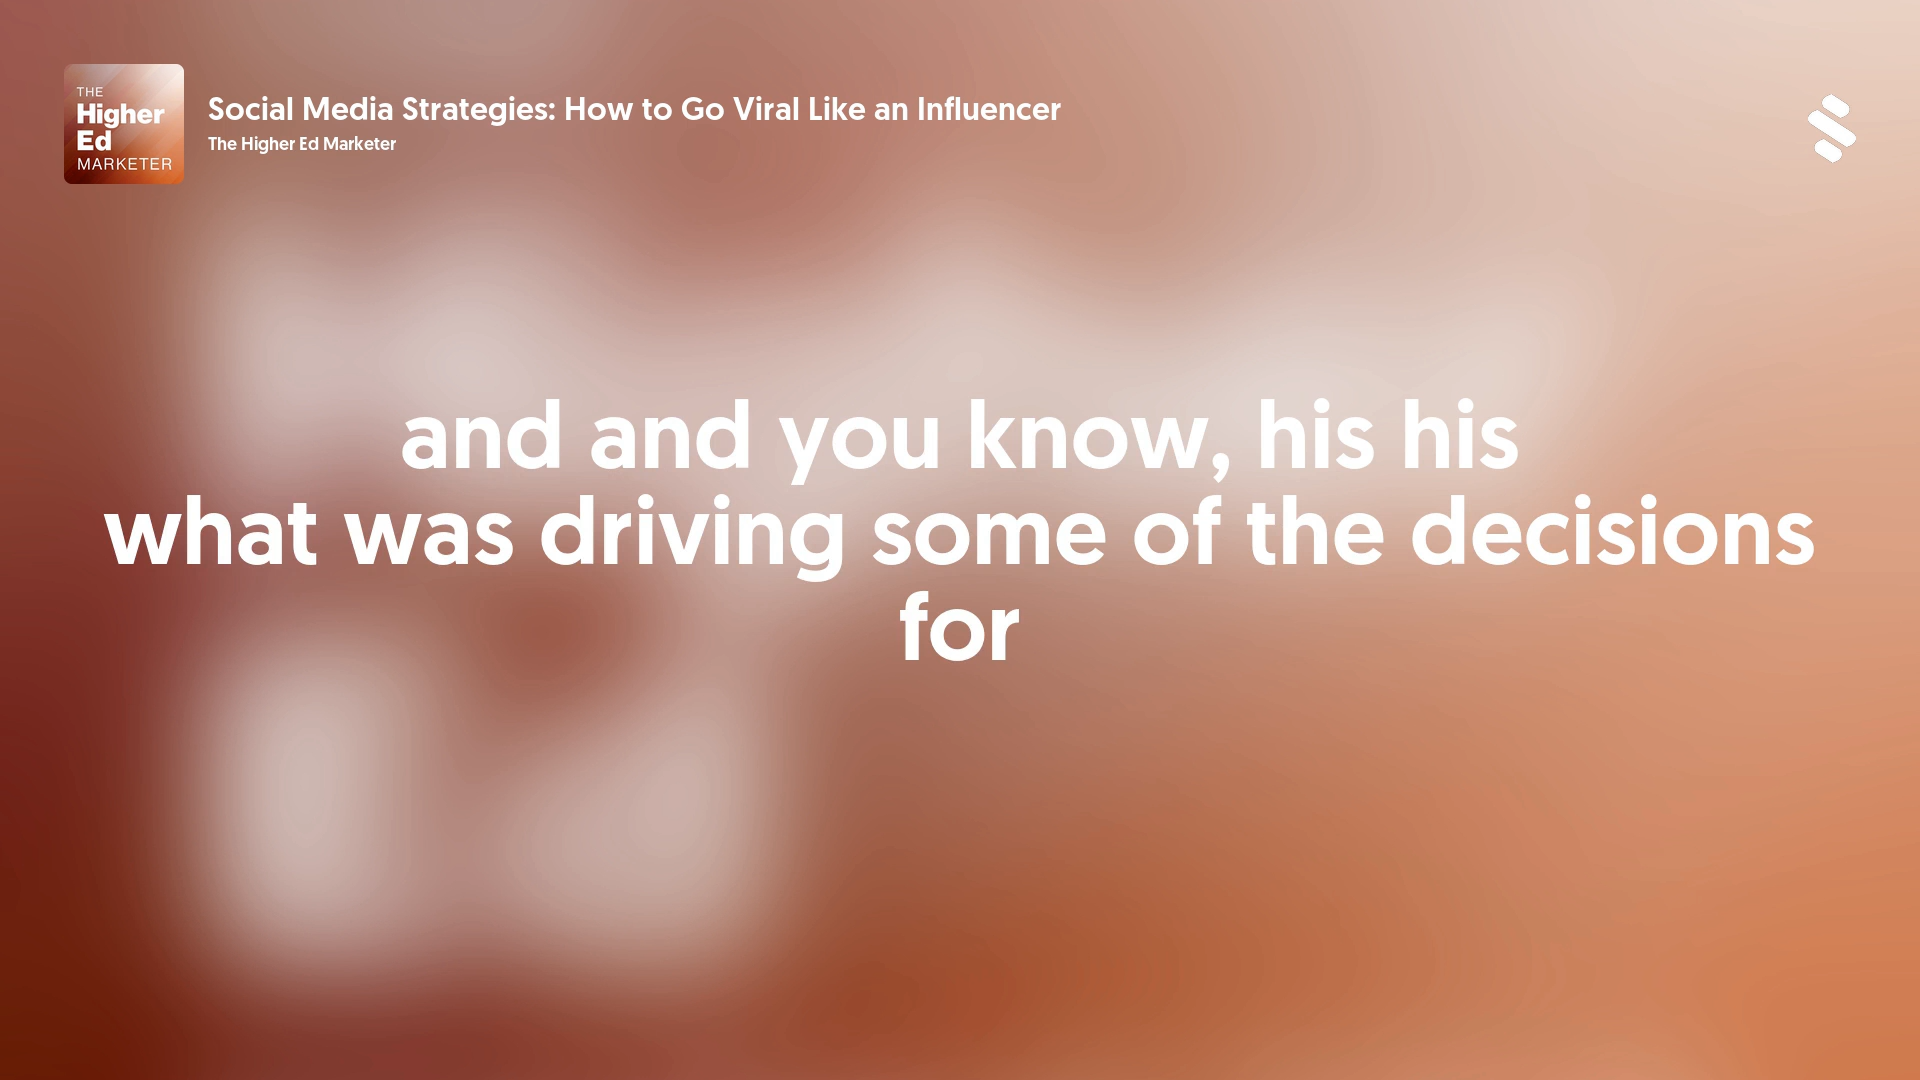 THE
Higher
Ed
MARKETER
Social Media Strategies: How to Go Viral Like an Influencer
The Higher Ed Marketer
and and you know, his his
what was driving some of the decisions
for